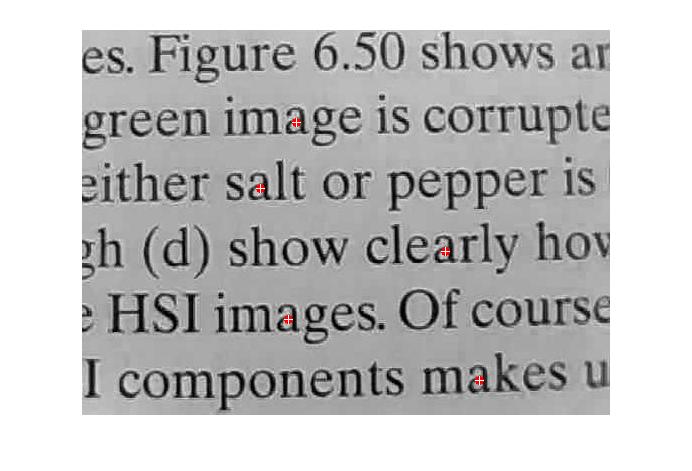 es. Figure 6.50 shows ar
green image is corrupte
either salt or pepper is
gh (d) show clearly how
e HSI images. Of course
I components makes u